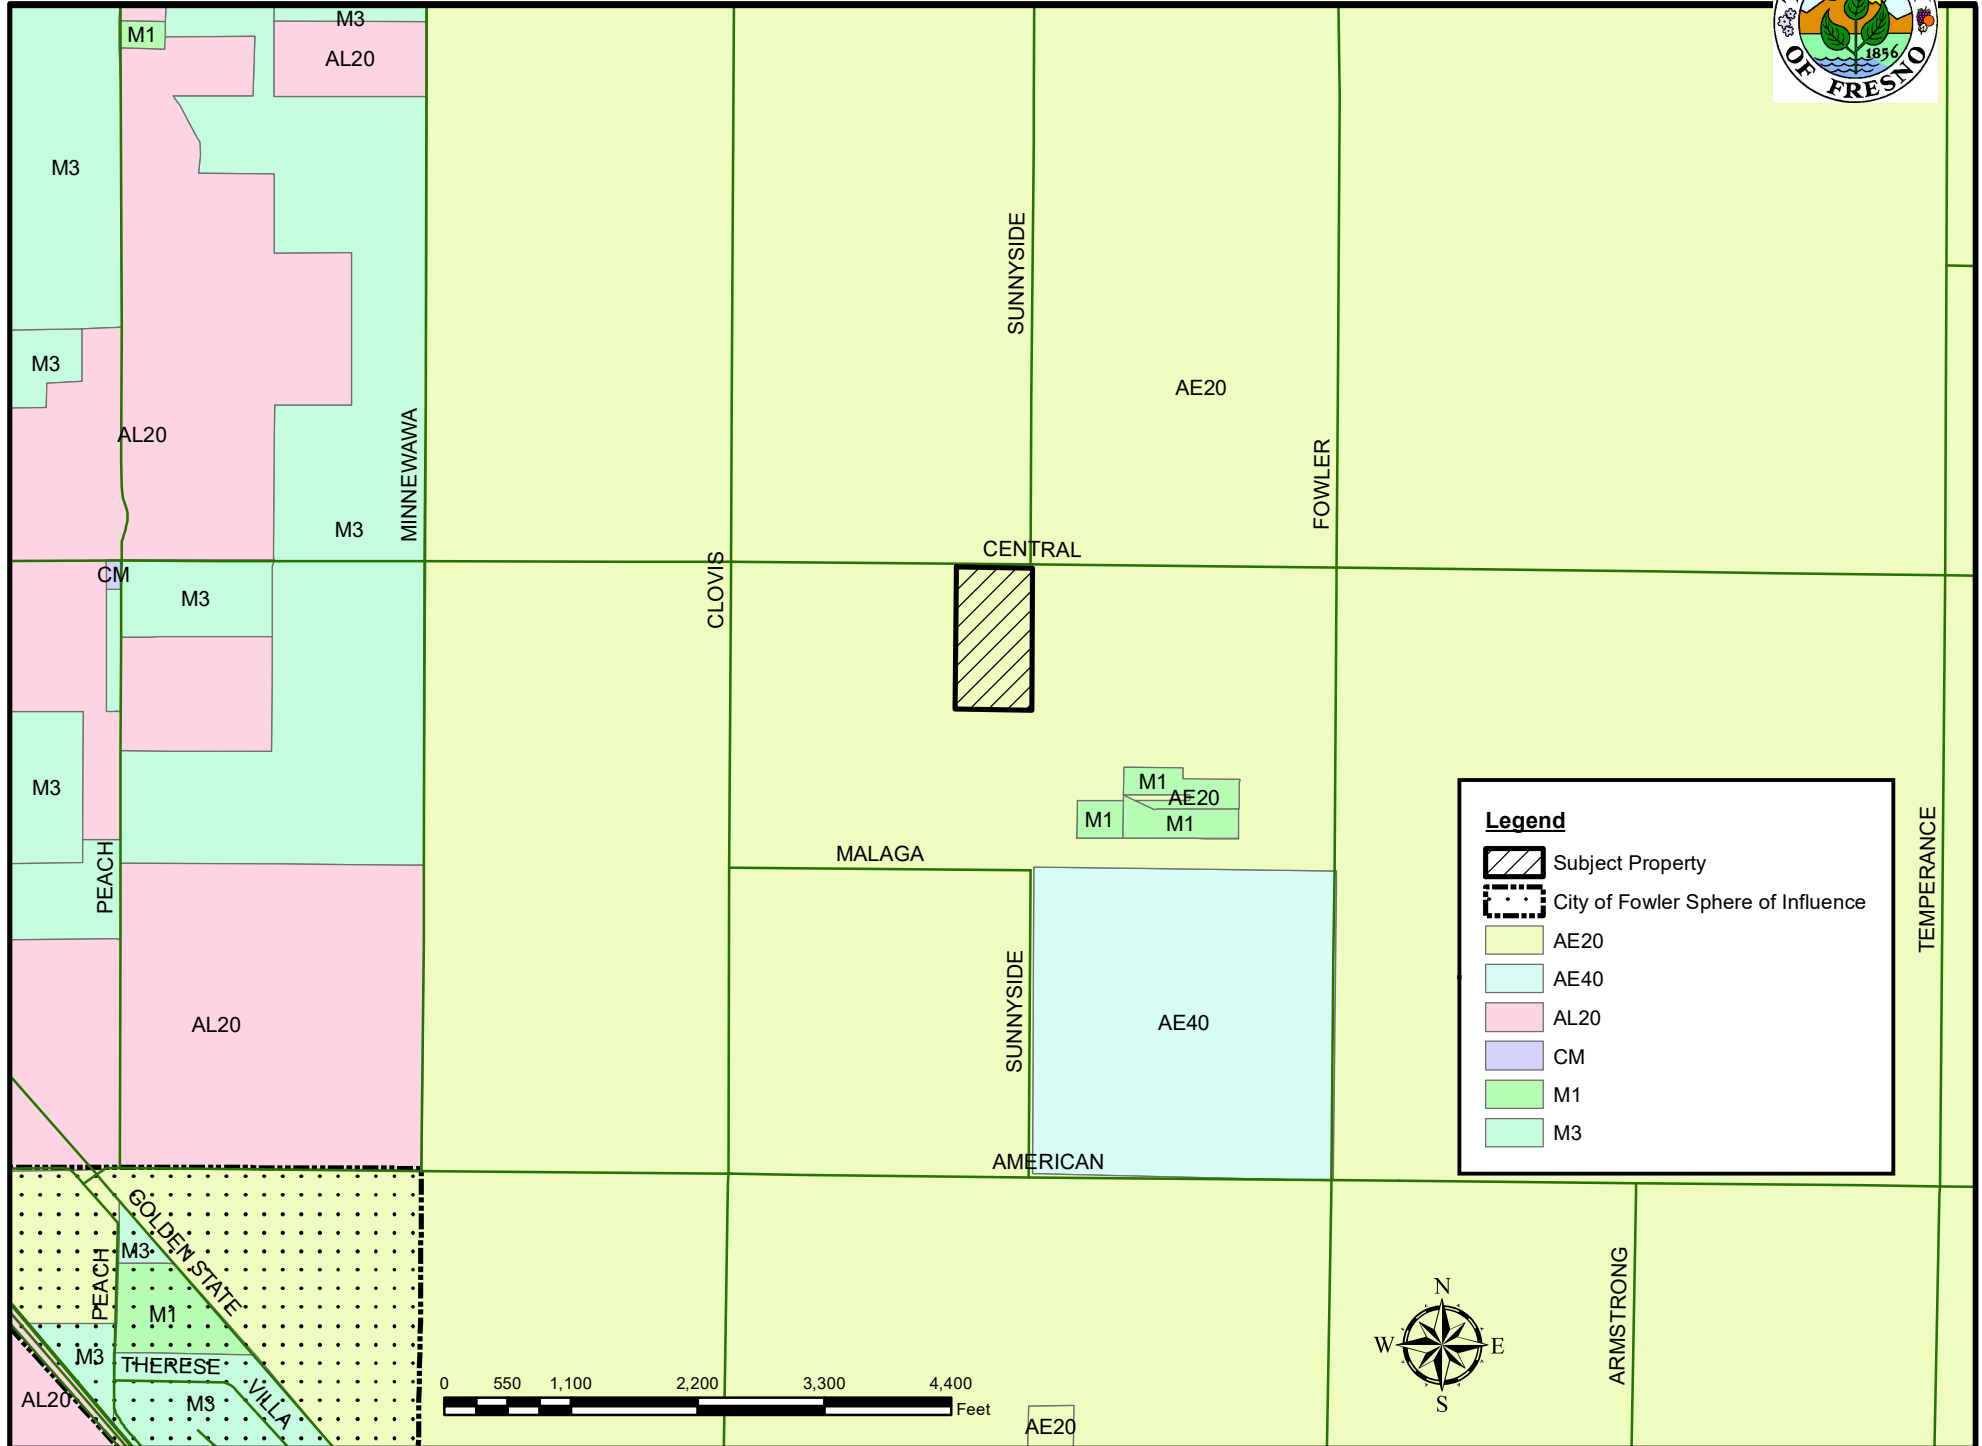 M3
M1
AL20
1856
OF FRESNO
M3
SUNNYSIDE
M3
AE20
AL20
MINNEWAWA
FOWLER
M3
CENTRAL
CLOVIS
CM
M3
M1
AE20
M3
M1
M1
MALAGA
PEACH
TEMPERANCE
Legend
Subject Property
City of Fowler Sphere of Influence
AE20
AE40
AL20
CM
M1
M3
SUNNYSIDE
AE40
AL20
AMERICAN
GOLDEN STATE
M3
PEACH
M1
ARMSTRONG
N
W
E
S
M3
THERESE
VILLA
AL20
M3
0 550 1,100 2,200 3,300 4,400
Feet
AE20